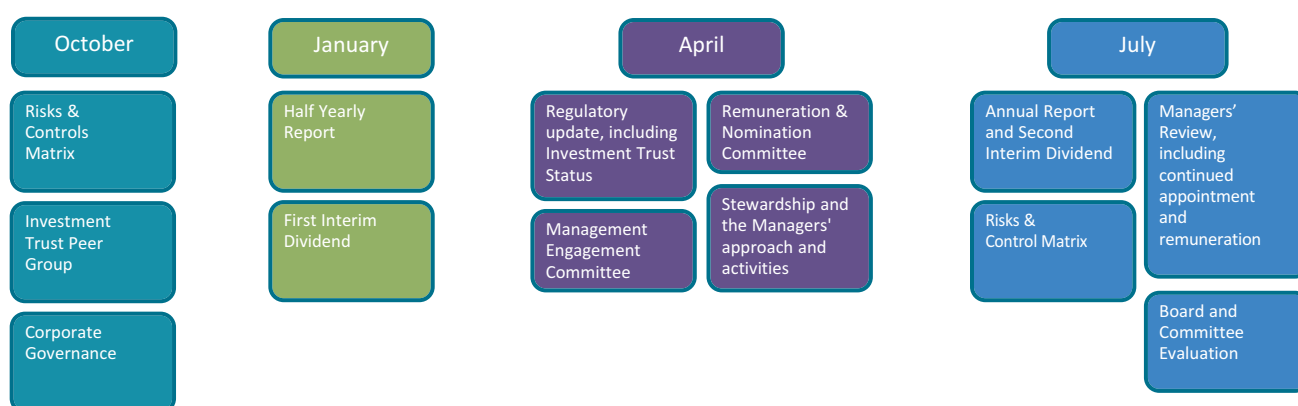 October
Risks &
Controls
Matrix
Investment
Trust Peer
Group
Corporate
Governance
January
Half Yearly
Report
First Interim
Dividend
April
Regulatory
update, including
Investment Trust
Status
Management
Engagement
Committee
Remuneration &
Nomination
Committee
Stewardship and
the Managers'
approach and
activities
July
Annual Report
and Second
Interim Dividend
Risks &
Control Matrix
Managers’
Review,
including
continued
appointment
and
remuneration
Board and
Committee
Evaluation